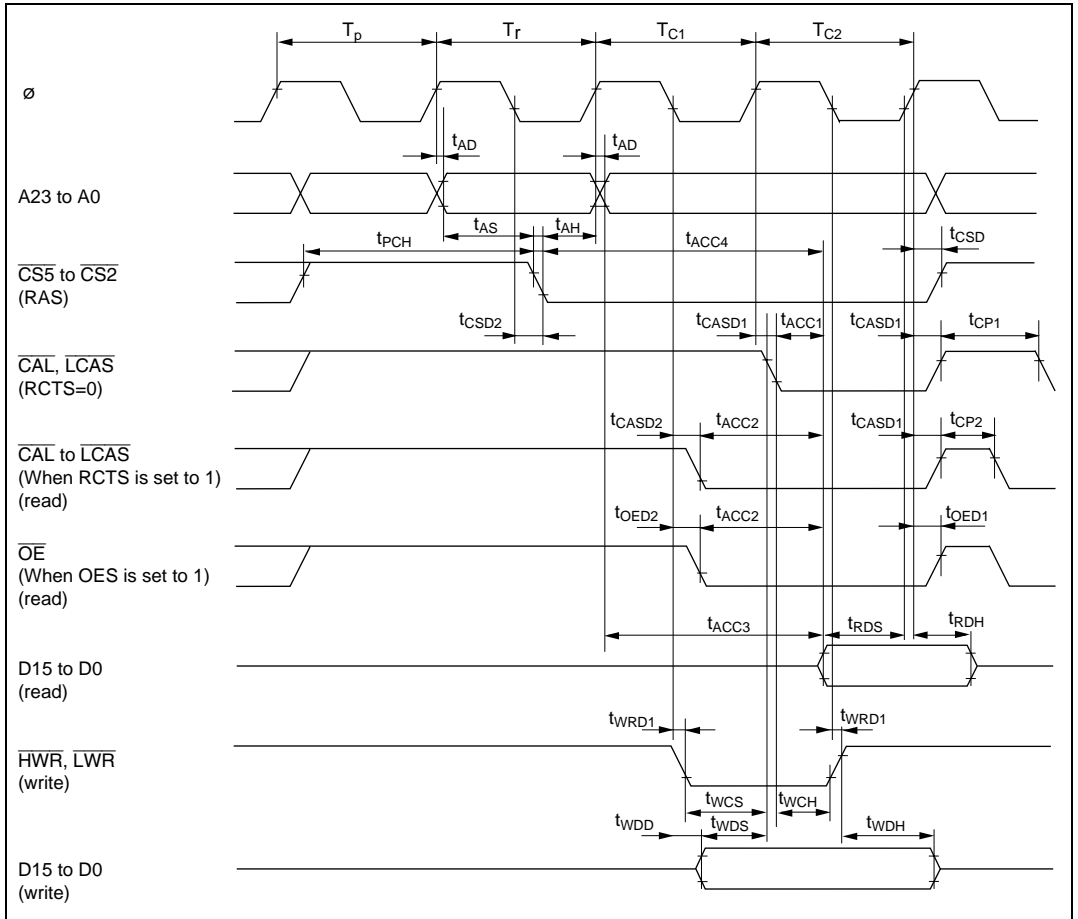 Tp Tr TC1 TC2
ø
tAD tAD
A23 to A0
tAS tAH
tPCH tACC4 tCSD
CS5 to CS2
(RAS)
tCSD2 tCASD1 tACC1 tCASD1 tCP1
CAL, LCAS
(RCTS=0)
tCASD2 tACC2 tCASD1 tCP2
CAL to LCAS
(When RCTS is set to 1)
(read)
tOED2 tACC2 tOED1
OE
(When OES is set to 1)
(read)
tACC3 tRDS tRDH
D15 to D0
(read)
tWRD1 tWRD1
HWR, LWR
(write)
tWCS tWCH
tWDD tWDS tWDH
D15 to D0
(write)